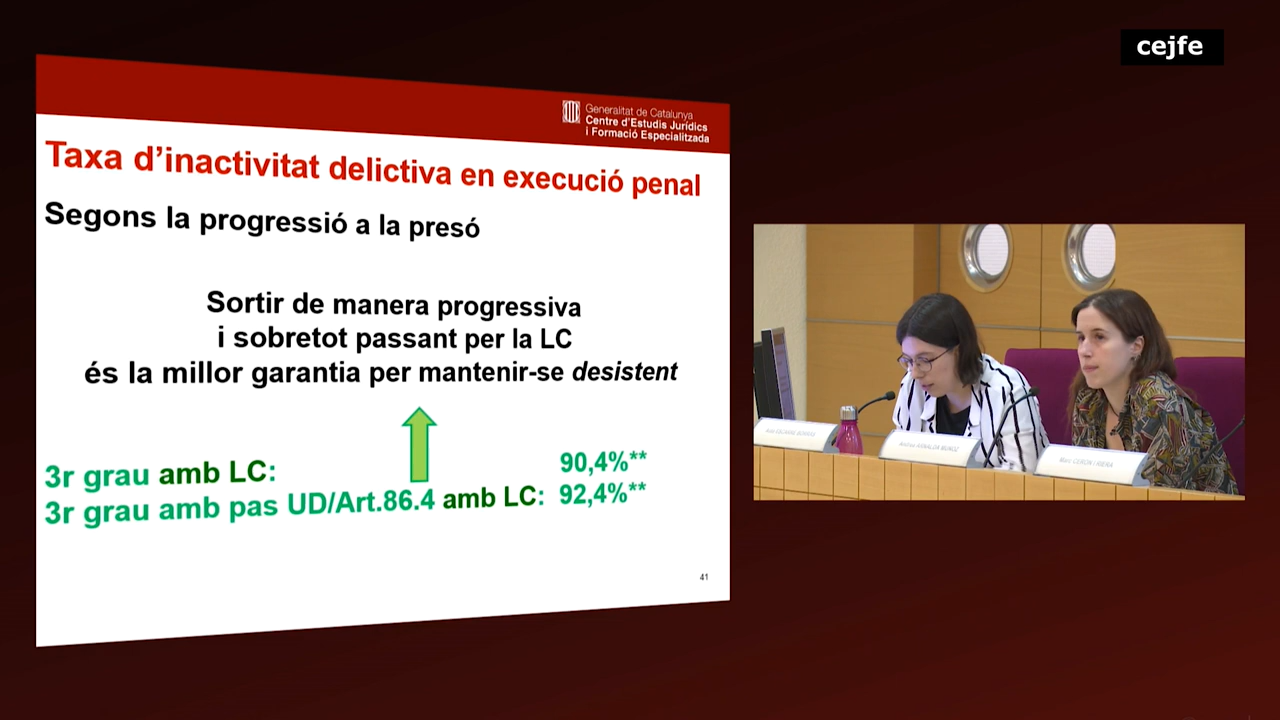 cejfe
Generalitat de Catalunya
Centre d'Estudis Jurídics
i Formació Especialitzada
Taxa d'inactivitat delictiva en execució penal
Segons la progressió a la presó
Sortir de manera progressiva
i sobretot passant per la LC
és la millor garantia per mantenir-se desistent
3r grau amb LC: 90,4%**
3r grau amb pas UD/Art.86.4 amb LC: 92,4%**
41